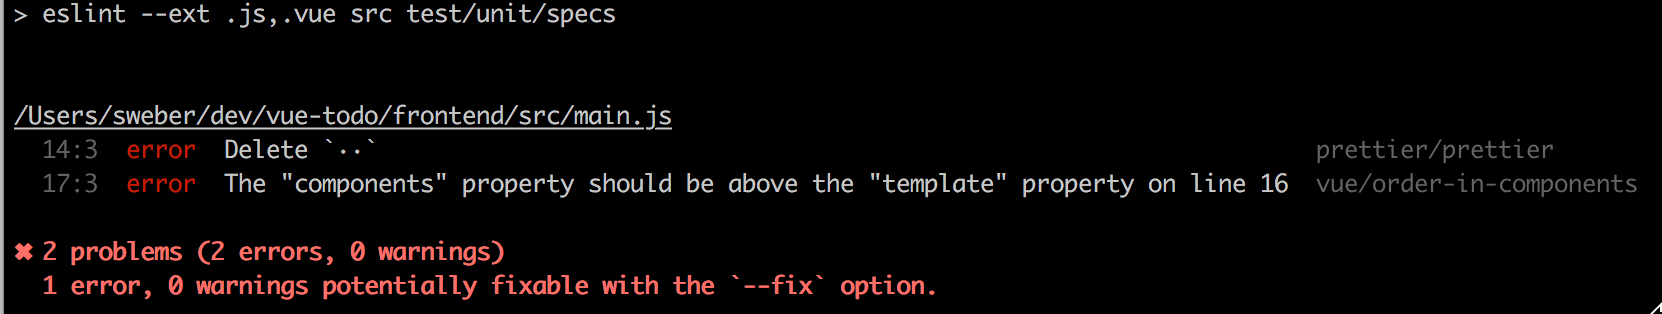 > eslint --ext .js,.vue src test/unit/specs
/Users/sweber/dev/vue-todo/frontend/src/main.js
14:3  error  Delete `··`  prettier/prettier
17:3  error  The "components" property should be above the "template" property on line 16  vue/order-in-components
✖ 2 problems (2 errors, 0 warnings)
1 error, 0 warnings potentially fixable with the `--fix` option.